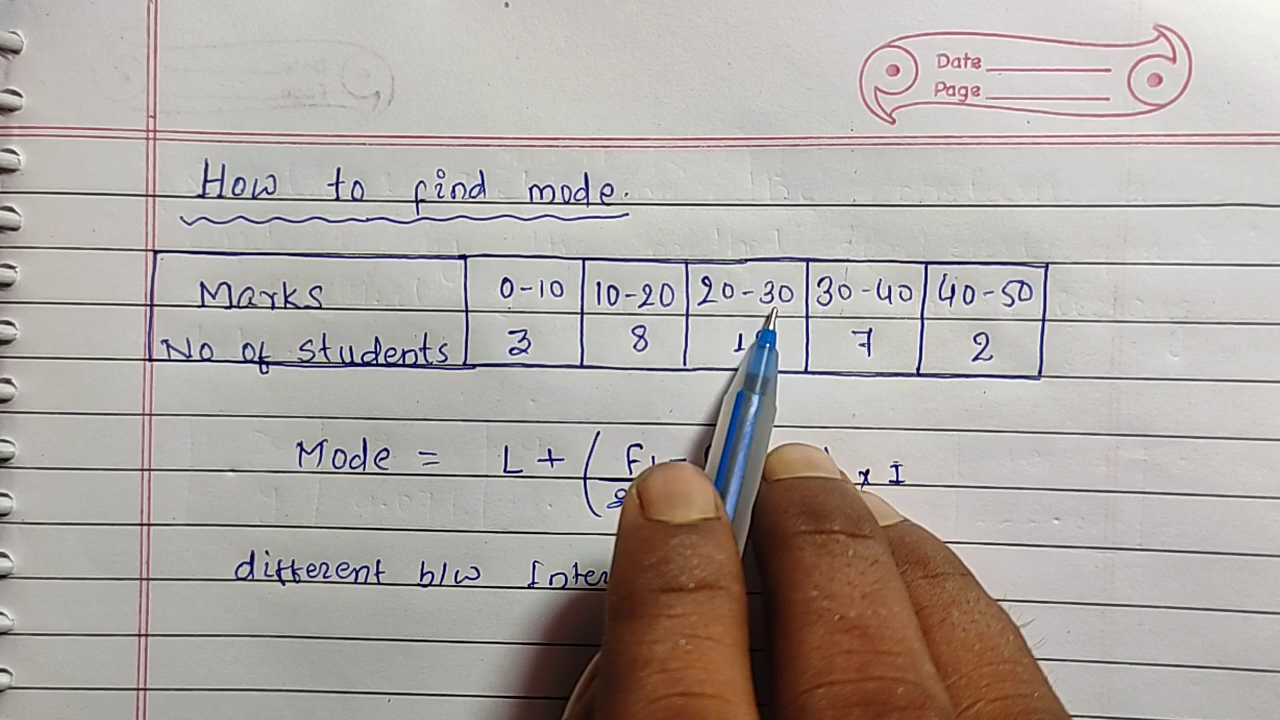 Date
Page
How to find mode.
Marks 0-10 10-20 20-30 30-40 40-50
No of students 3 8 7 2
Mode = L + ( x I
different b/w